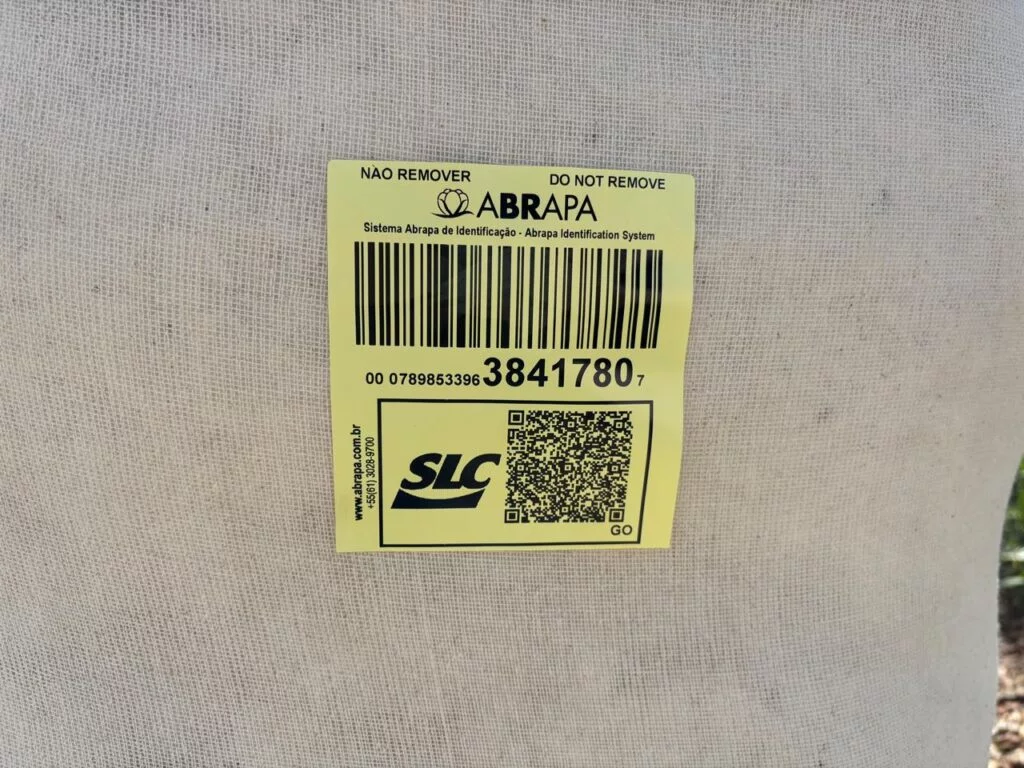 NÃO REMOVER DO NOT REMOVE
ABRAPA
Sistema Abrapa de Identificação - Abrapa Identification System
00 0789853396 3841780 7
www.abrapa.com.br
+55(61) 3028-9700
SLC
GO